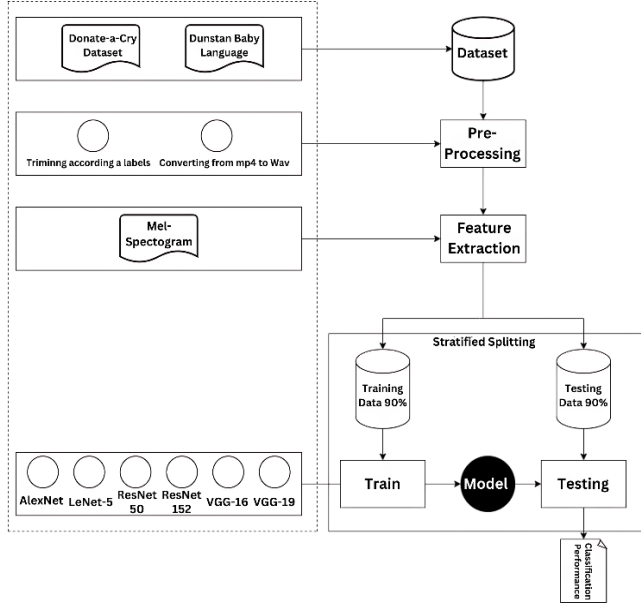 Donate-a-Cry
Dataset
Dunstan Baby
Language
Dataset
Triminng according a labels
Converting from mp4 to Wav
Pre-
Processing
Mel-
Spectogram
Feature
Extraction
Stratified Splitting
Training
Data 90%
Testing
Data 90%
AlexNet
LeNet-5
ResNet
50
ResNet
152
VGG-16
VGG-19
Train
Model
Testing
Classification
Performance